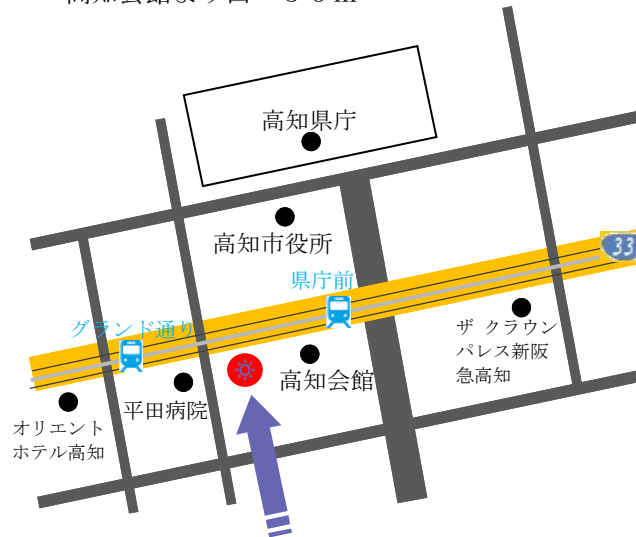 高知県庁
高知市役所
33
県庁前
グランド通り
ザ クラウン
パレス新阪
急高知
高知会館
平田病院
オリエント
ホテル高知